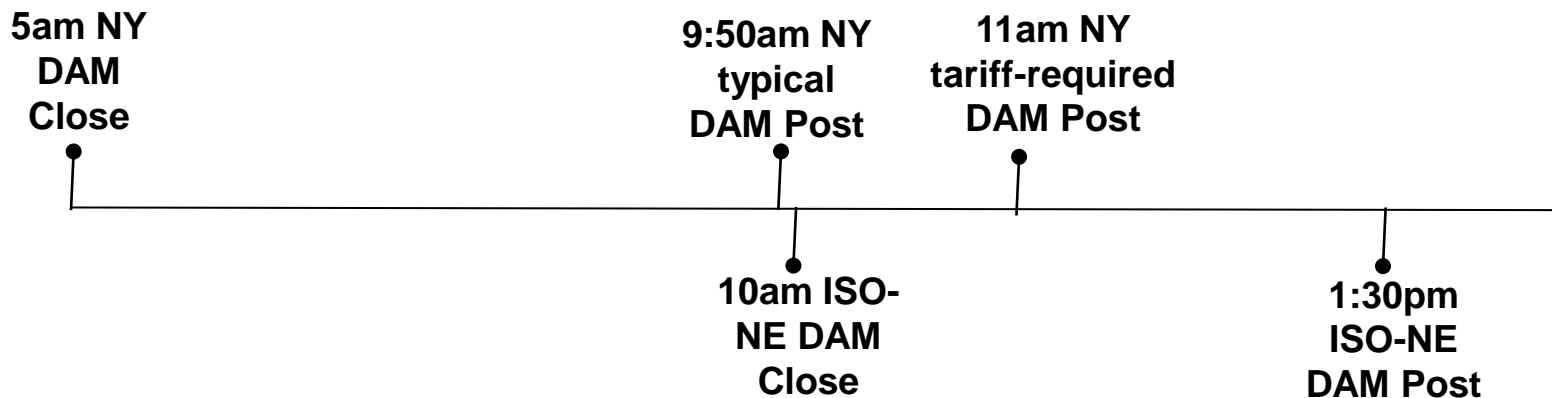 5am NY
DAM
Close
9:50am NY
typical
DAM Post
11am NY
tariff-required
DAM Post
10am ISO-
NE DAM
Close
1:30pm
ISO-NE
DAM Post